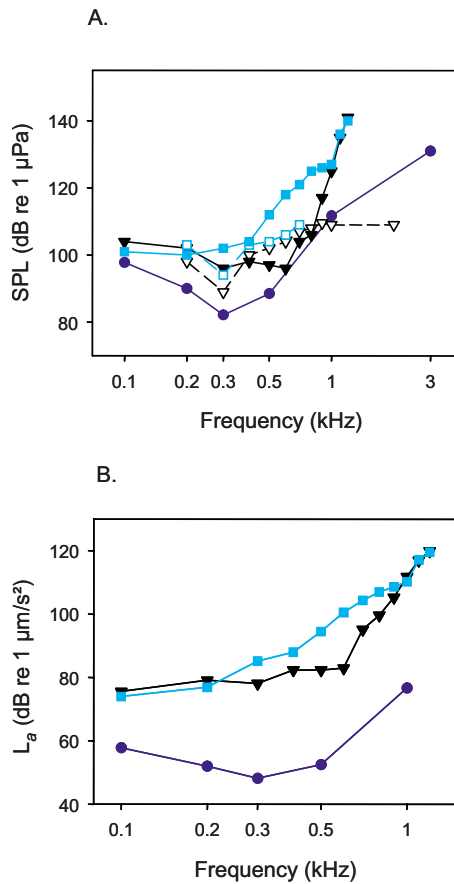 A.
SPL (dB re 1 µPa)
140
120
100
80
0.1 0.2 0.3 0.5 1 3
Frequency (kHz)
B.
La (dB re 1 µm/s²)
120
100
80
60
40
0.1 0.2 0.3 0.5 1
Frequency (kHz)